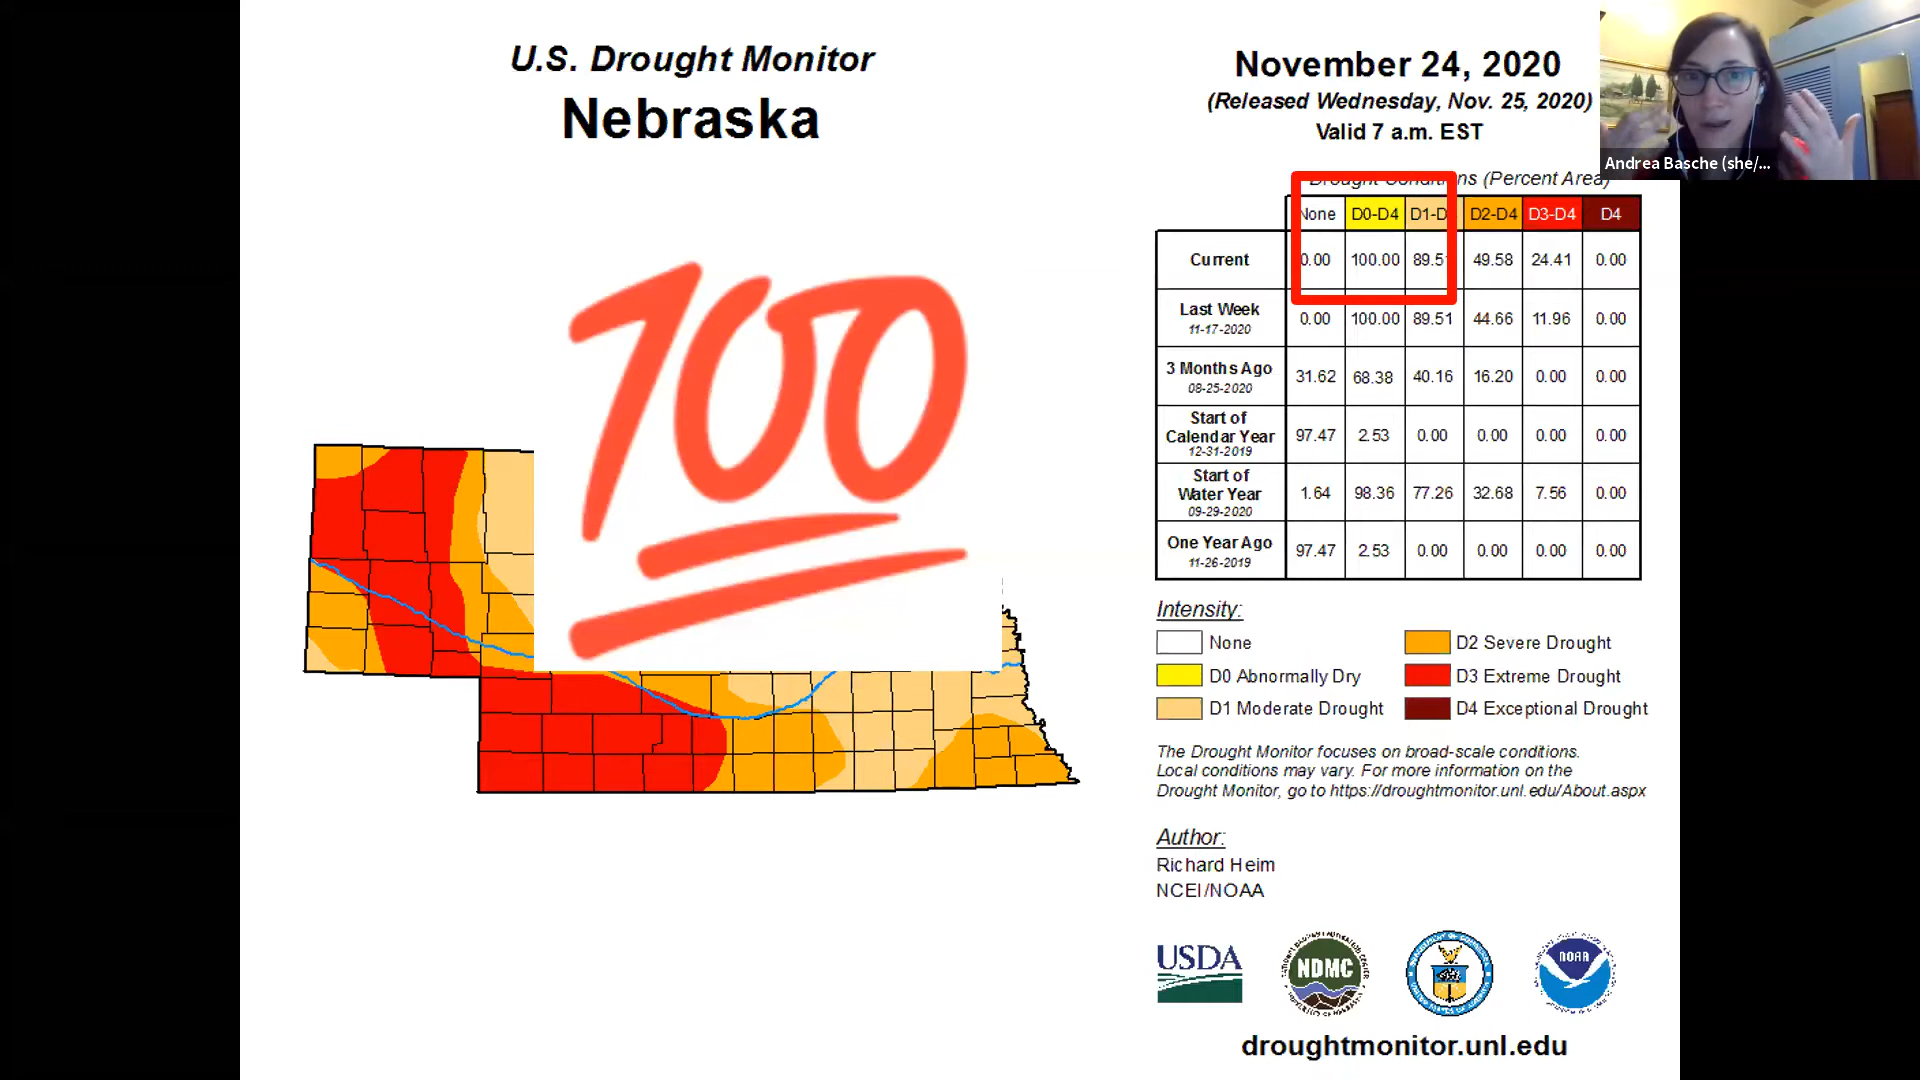 U.S. Drought Monitor
Nebraska
100
November 24, 2020
(Released Wednesday, Nov. 25, 2020)
Valid 7 a.m. EST
Andrea Basche (she/...
Drought Conditions (Percent Area)
None D0-D4 D1-D D2-D4 D3-D4 D4
Current 0.00 100.00 89.51 49.58 24.41 0.00
Last Week
11-17-2020
0.00 100.00 89.51 44.66 11.96 0.00
3 Months Ago
08-25-2020
31.62 68.38 40.16 16.20 0.00 0.00
Start of
Calendar Year
12-31-2019
97.47 2.53 0.00 0.00 0.00 0.00
Start of
Water Year
09-29-2020
1.64 98.36 77.26 32.68 7.56 0.00
One Year Ago
11-26-2019
97.47 2.53 0.00 0.00 0.00 0.00
Intensity:
None
D0 Abnormally Dry
D1 Moderate Drought
D2 Severe Drought
D3 Extreme Drought
D4 Exceptional Drought
The Drought Monitor focuses on broad-scale conditions.
Local conditions may vary. For more information on the
Drought Monitor, go to https://droughtmonitor.unl.edu/About.aspx
Author:
Richard Heim
NCEI/NOAA
USDA
NDMC
NOAA
droughtmonitor.unl.edu